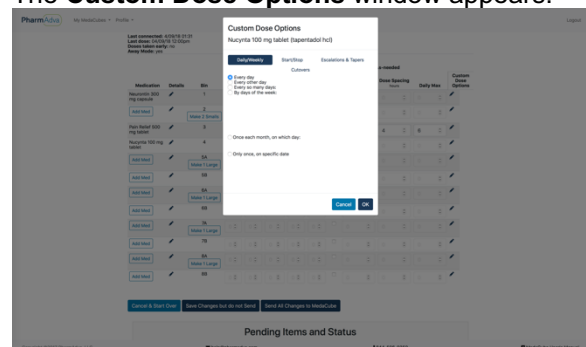 The Custom Dose Options window appears.
PharmAdva My MedaCubes Profile Logout
Last connected: 4/09/19 21:31
Last dose: 04/09/19 12:00pm
Doses taken early: no
Away Mode: yes
Custom Dose Options
Nucynta 100 mg tablet (tapentadol hcl)
Daily/Weekly Start/Stop Escalations & Tapers
Cutovers
Every day
Every other day
Every so many days:
By days of the week:
Once each month, on which day:
Only once, on specific date
Cancel OK
s-needed
Dose Spacing Daily Max
Custom Dose Options
Medication Details Bin
Neurontin 300 mg capsule 1
Add Med 2
Make 2 Smalls
Pain Relief 500 mg tablet 3 4 6
Nucynta 100 mg tablet 4
Add Med 5A
Make 1 Large
Add Med 5B
Add Med 6A
Make 1 Large
Add Med 6B
Add Med 7A
Make 1 Large
Add Med 7B
Add Med 8A
Make 1 Large
Add Med 8B
Cancel & Start Over Save Changes but do not Send Send All Changes to MedaCube
Pending Items and Status